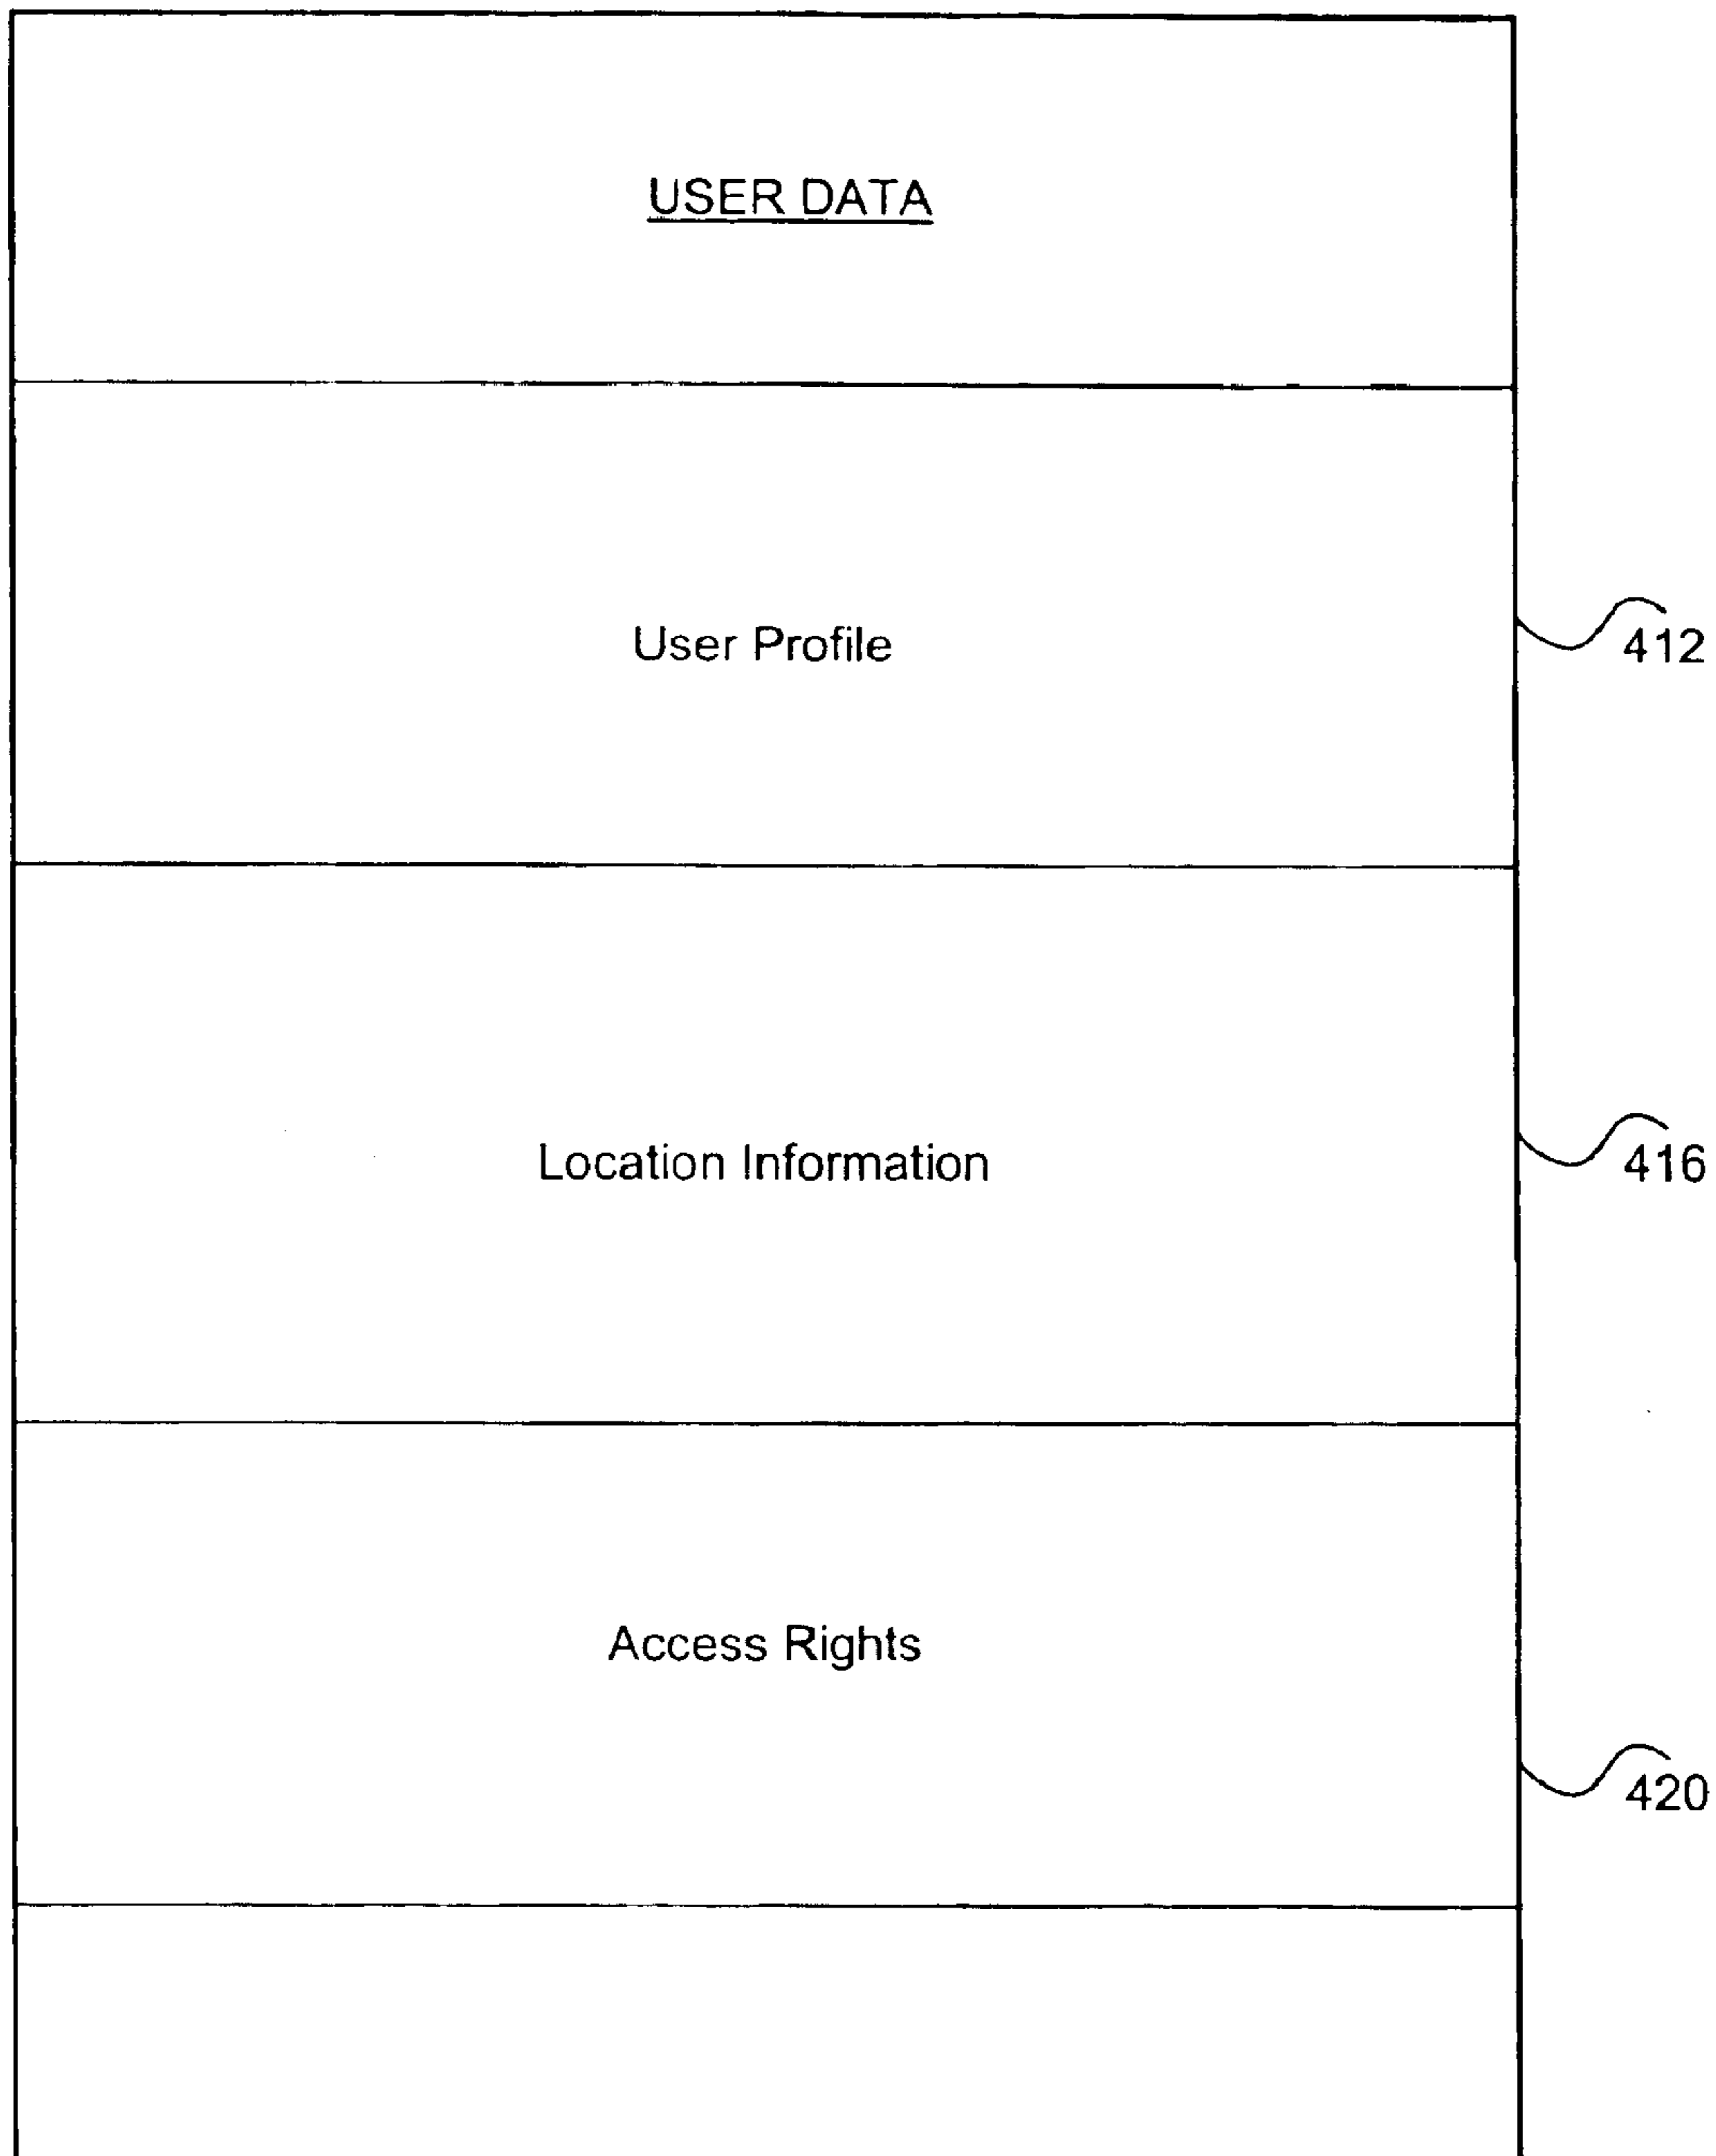 USER DATA
User Profile
412
Location Information
416
Access Rights
420